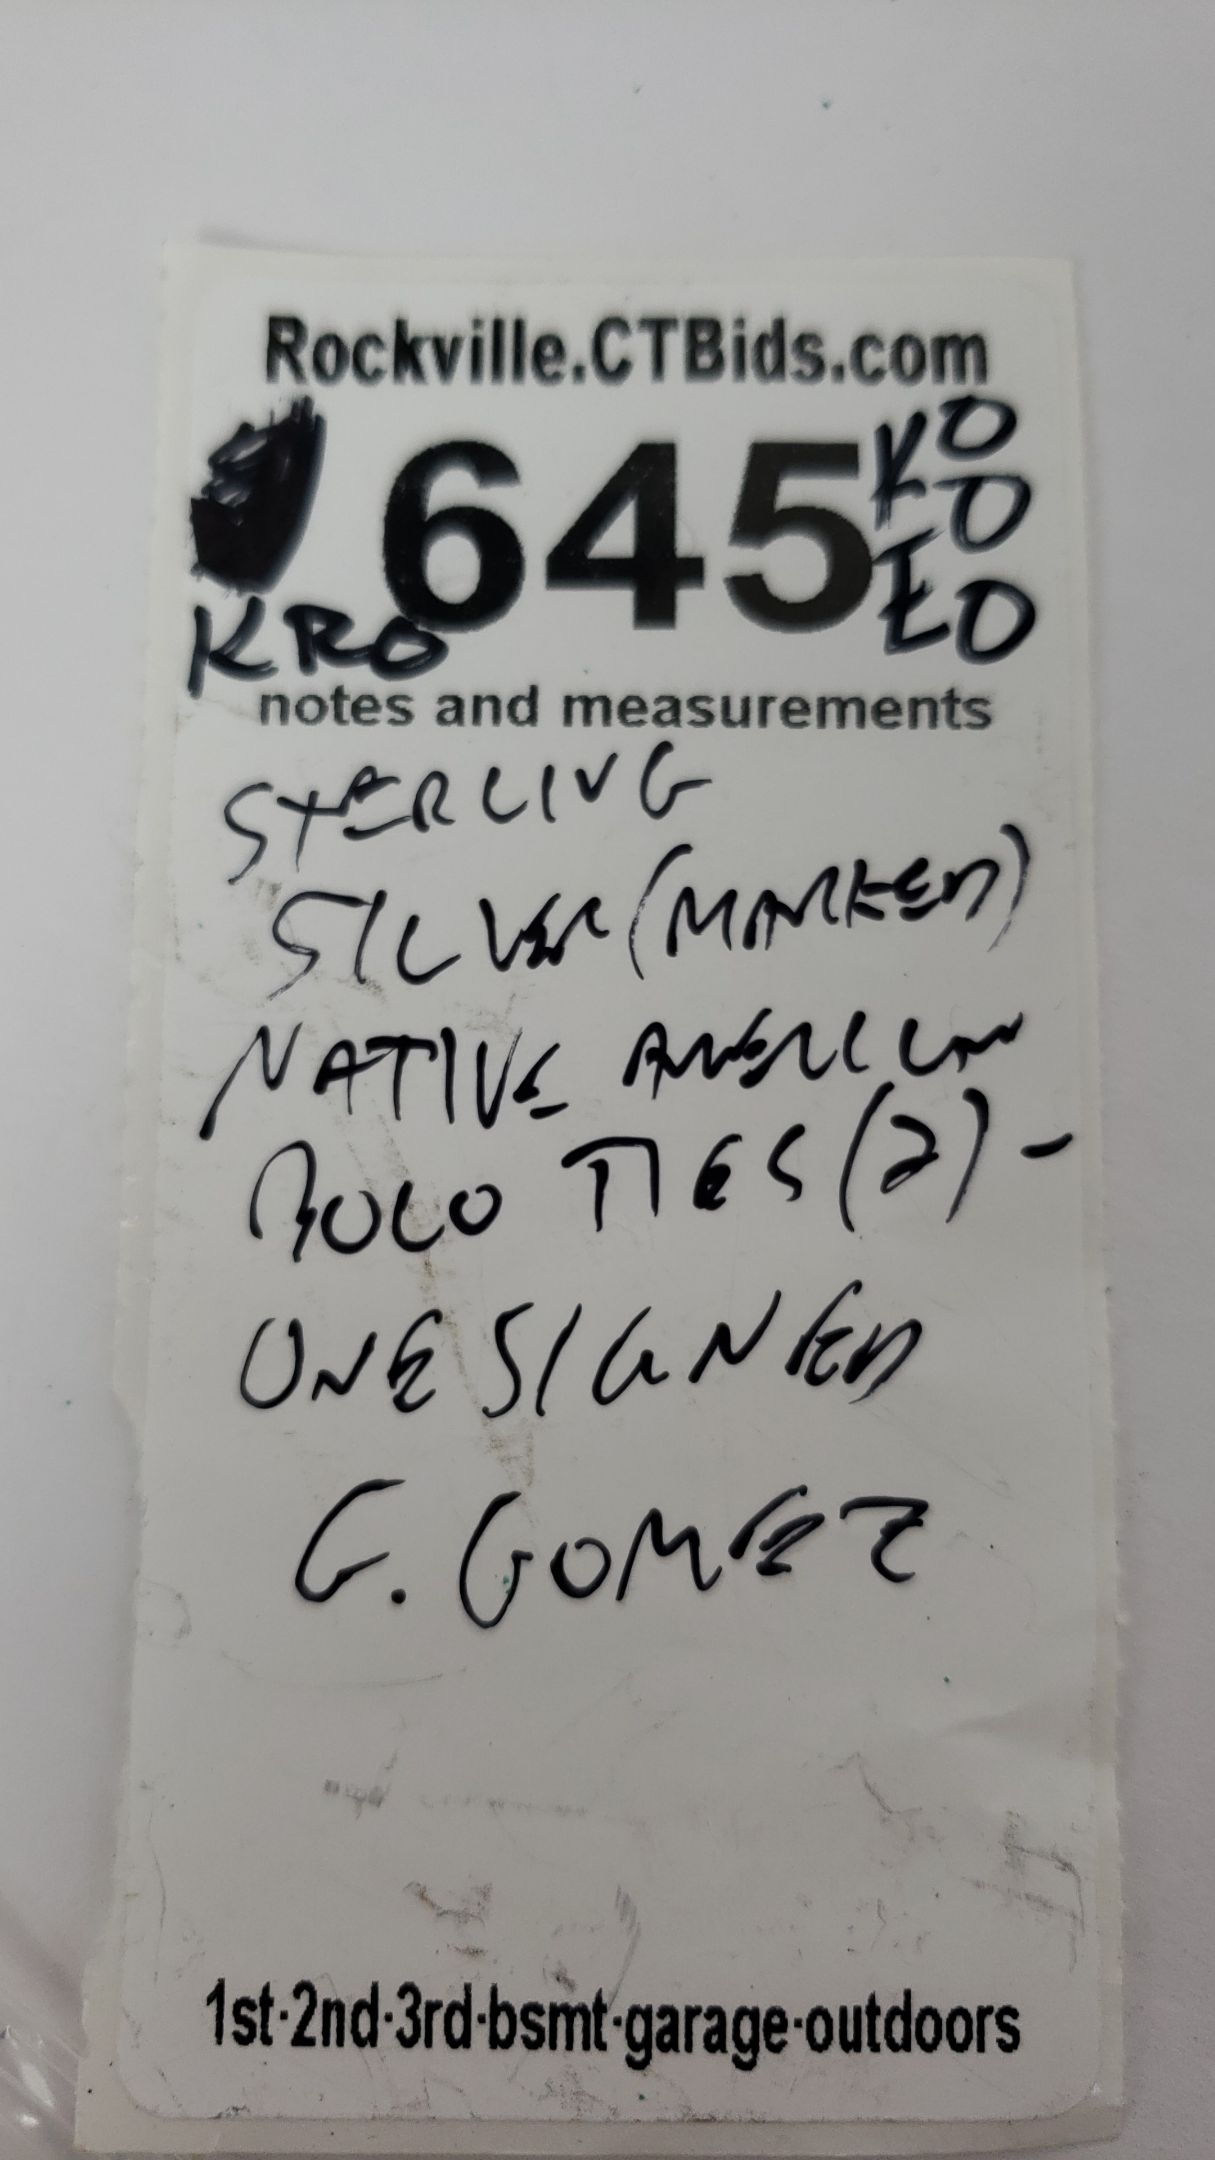 Rockville.CTBids.com
645
KRO
notes and measurements
STERLING
SILVER (MARKED)
NATIVE AMERICAN
BOLO TIES (2) -
ONE SIGNED
G. GOMEZ
1st·2nd·3rd·bsmt·garage·outdoors